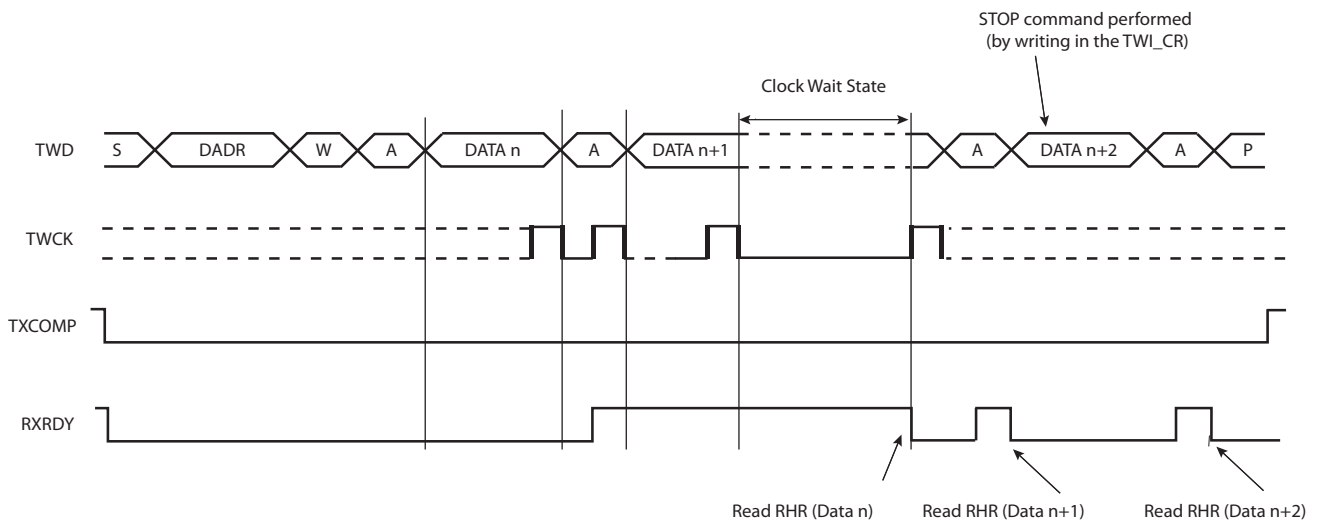 STOP command performed
(by writing in the TWI_CR)
Clock Wait State
TWD S DADR W A DATA n A DATA n+1 A DATA n+2 A P
TWCK
TXCOMP
RXRDY
Read RHR (Data n) Read RHR (Data n+1) Read RHR (Data n+2)